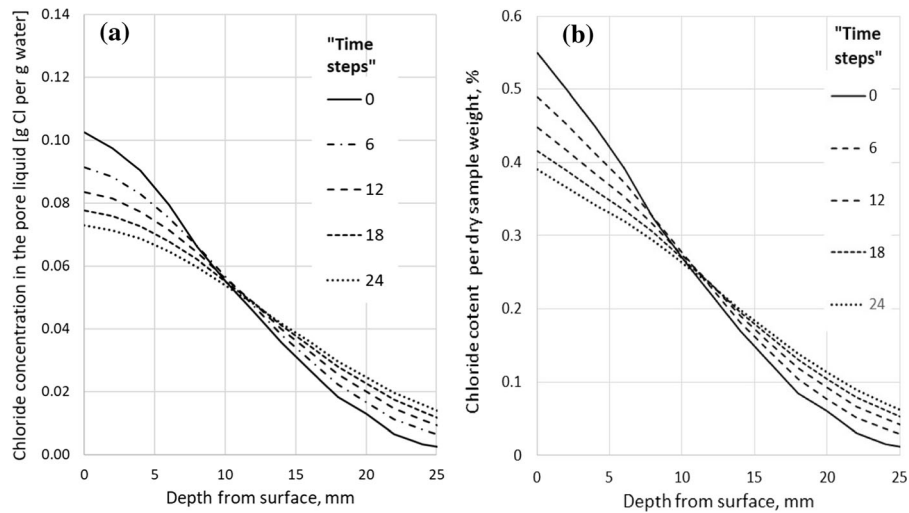 (a)
Chloride concentration in the pore liquid [g Cl per g water]
0.14
0.12
0.10
0.08
0.06
0.04
0.02
0.00
"Time
steps"
0
6
12
18
24
0 5 10 15 20 25
Depth from surface, mm
(b)
Chloride cotent per dry sample weight, %
0.6
0.5
0.4
0.3
0.2
0.1
0
"Time
steps"
0
6
12
18
24
0 5 10 15 20 25
Depth from surface, mm